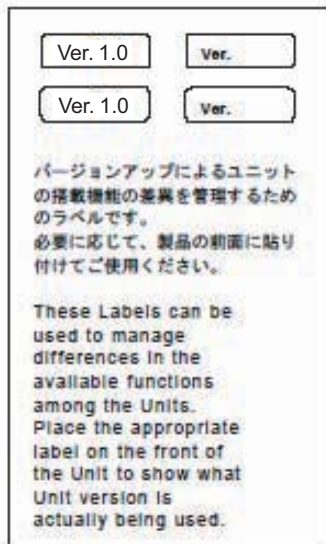 Ver. 1.0 Ver.
Ver. 1.0 Ver.
バージョンアップによるユニット
の搭載機能の差異を管理するため
のラベルです。
必要に応じて、製品の前面に貼り
付けてご使用ください。
These Labels can be
used to manage
differences in the
available functions
among the Units.
Place the appropriate
label on the front of
the Unit to show what
Unit version is
actually being used.